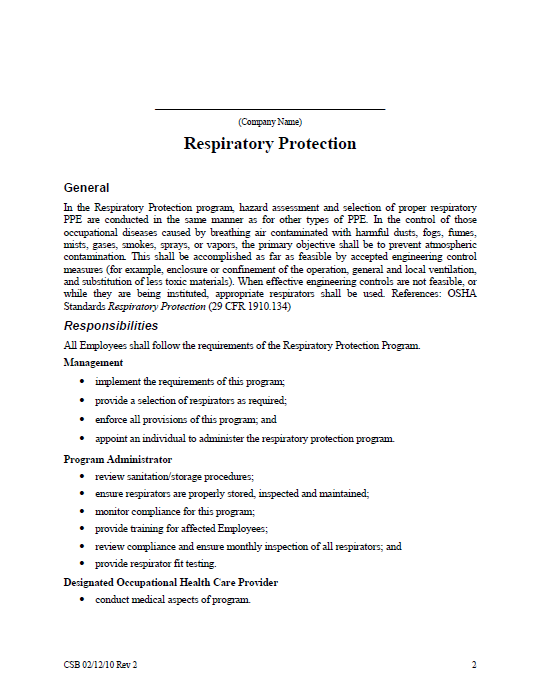 (Company Name)
Respiratory Protection
General
In the Respiratory Protection program, hazard assessment and selection of proper respiratory
PPE are conducted in the same manner as for other types of PPE. In the control of those
occupational diseases caused by breathing air contaminated with harmful dusts, fogs, fumes,
mists, gases, smokes, sprays, or vapors, the primary objective shall be to prevent atmospheric
contamination. This shall be accomplished as far as feasible by accepted engineering control
measures (for example, enclosure or confinement of the operation, general and local ventilation,
and substitution of less toxic materials). When effective engineering controls are not feasible, or
while they are being instituted, appropriate respirators shall be used. References: OSHA
Standards Respiratory Protection (29 CFR 1910.134)
Responsibilities
All Employees shall follow the requirements of the Respiratory Protection Program.
Management
• implement the requirements of this program;
• provide a selection of respirators as required;
• enforce all provisions of this program; and
• appoint an individual to administer the respiratory protection program.
Program Administrator
• review sanitation/storage procedures;
• ensure respirators are properly stored, inspected and maintained;
• monitor compliance for this program;
• provide training for affected Employees;
• review compliance and ensure monthly inspection of all respirators; and
• provide respirator fit testing.
Designated Occupational Health Care Provider
• conduct medical aspects of program.
CSB 02/12/10 Rev 2 2